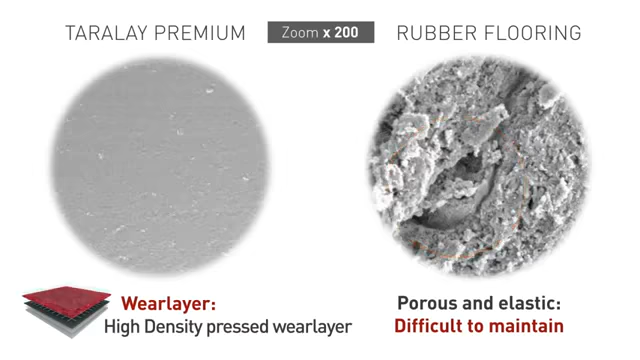 TARALAY PREMIUM
Zoom x 200
RUBBER FLOORING
Wearlayer:
High Density pressed wearlayer
Porous and elastic:
Difficult to maintain